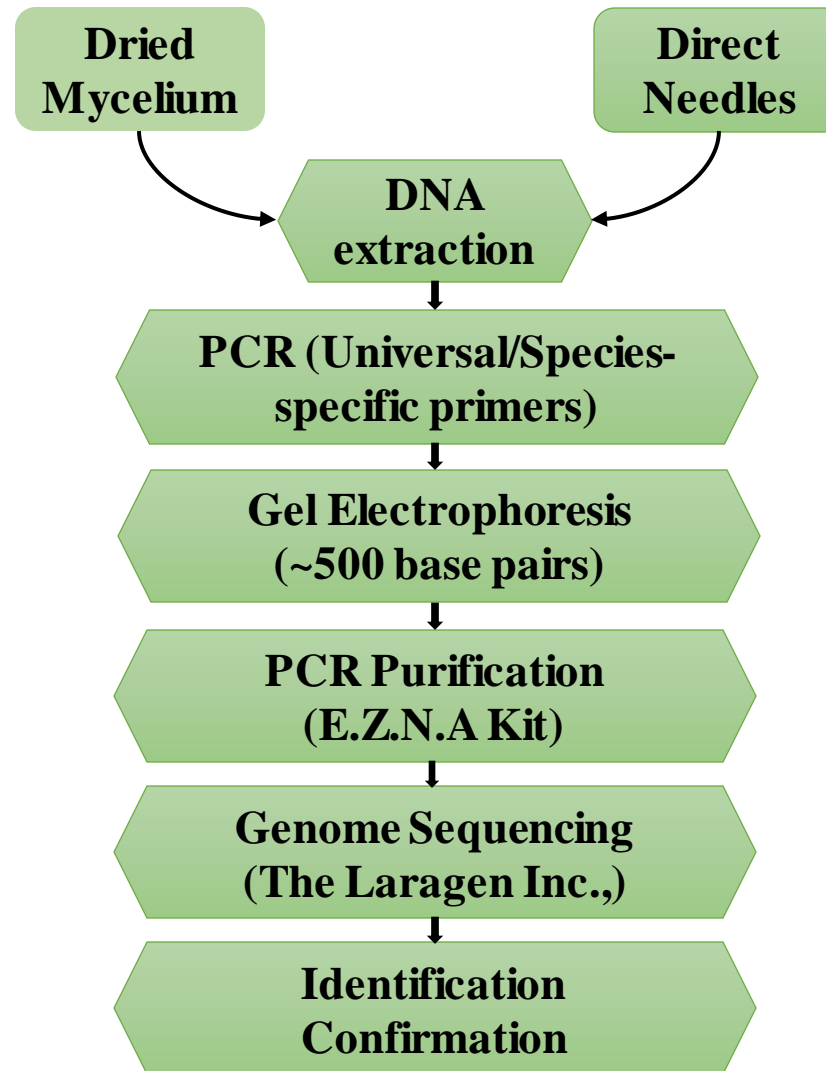 Dried
Mycelium
Direct
Needles
DNA
extraction
PCR (Universal/Species-
specific primers)
Gel Electrophoresis
(~500 base pairs)
PCR Purification
(E.Z.N.A Kit)
Genome Sequencing
(The Laragen Inc.,)
Identification
Confirmation